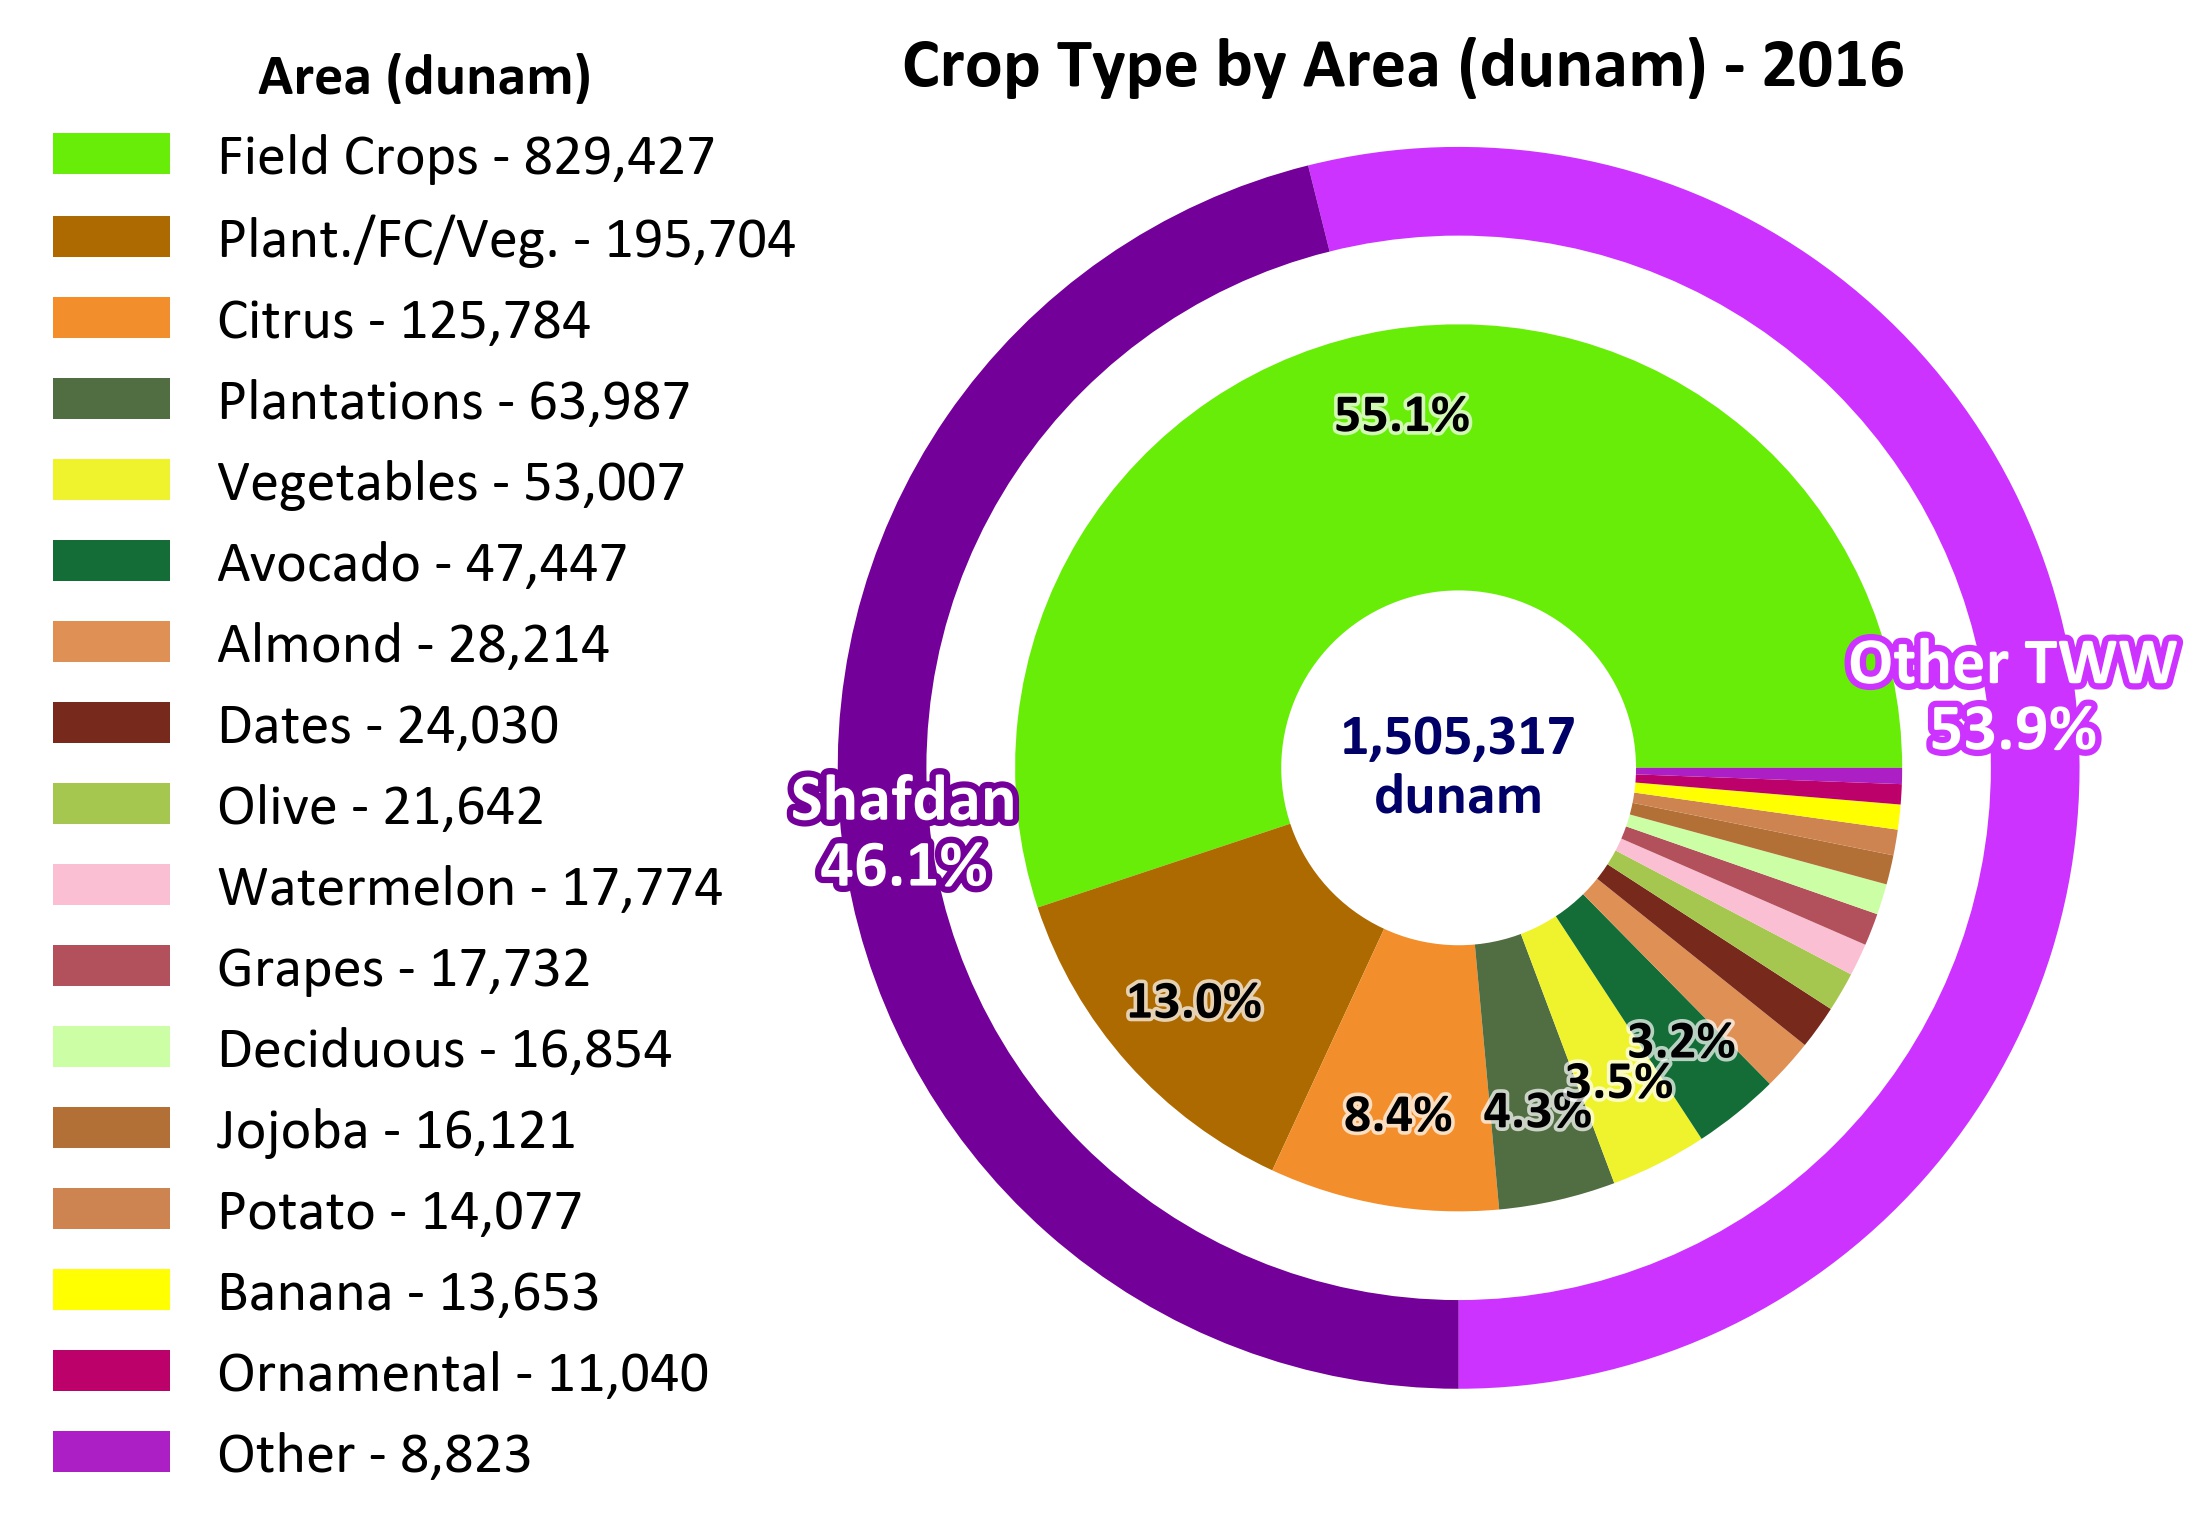 Area (dunam)
Field Crops - 829,427
Plant./FC/Veg. - 195,704
Citrus - 125,784
Plantations - 63,987
Vegetables - 53,007
Avocado - 47,447
Almond - 28,214
Dates - 24,030
Olive - 21,642
Watermelon - 17,774
Grapes - 17,732
Deciduous - 16,854
Jojoba - 16,121
Potato - 14,077
Banana - 13,653
Ornamental - 11,040
Other - 8,823
Crop Type by Area (dunam) - 2016
55.1%
Other TWW
53.9%
1,505,317
dunam
Shafdan
46.1%
13.0%
8.4%
4.3%
3.5%
3.2%